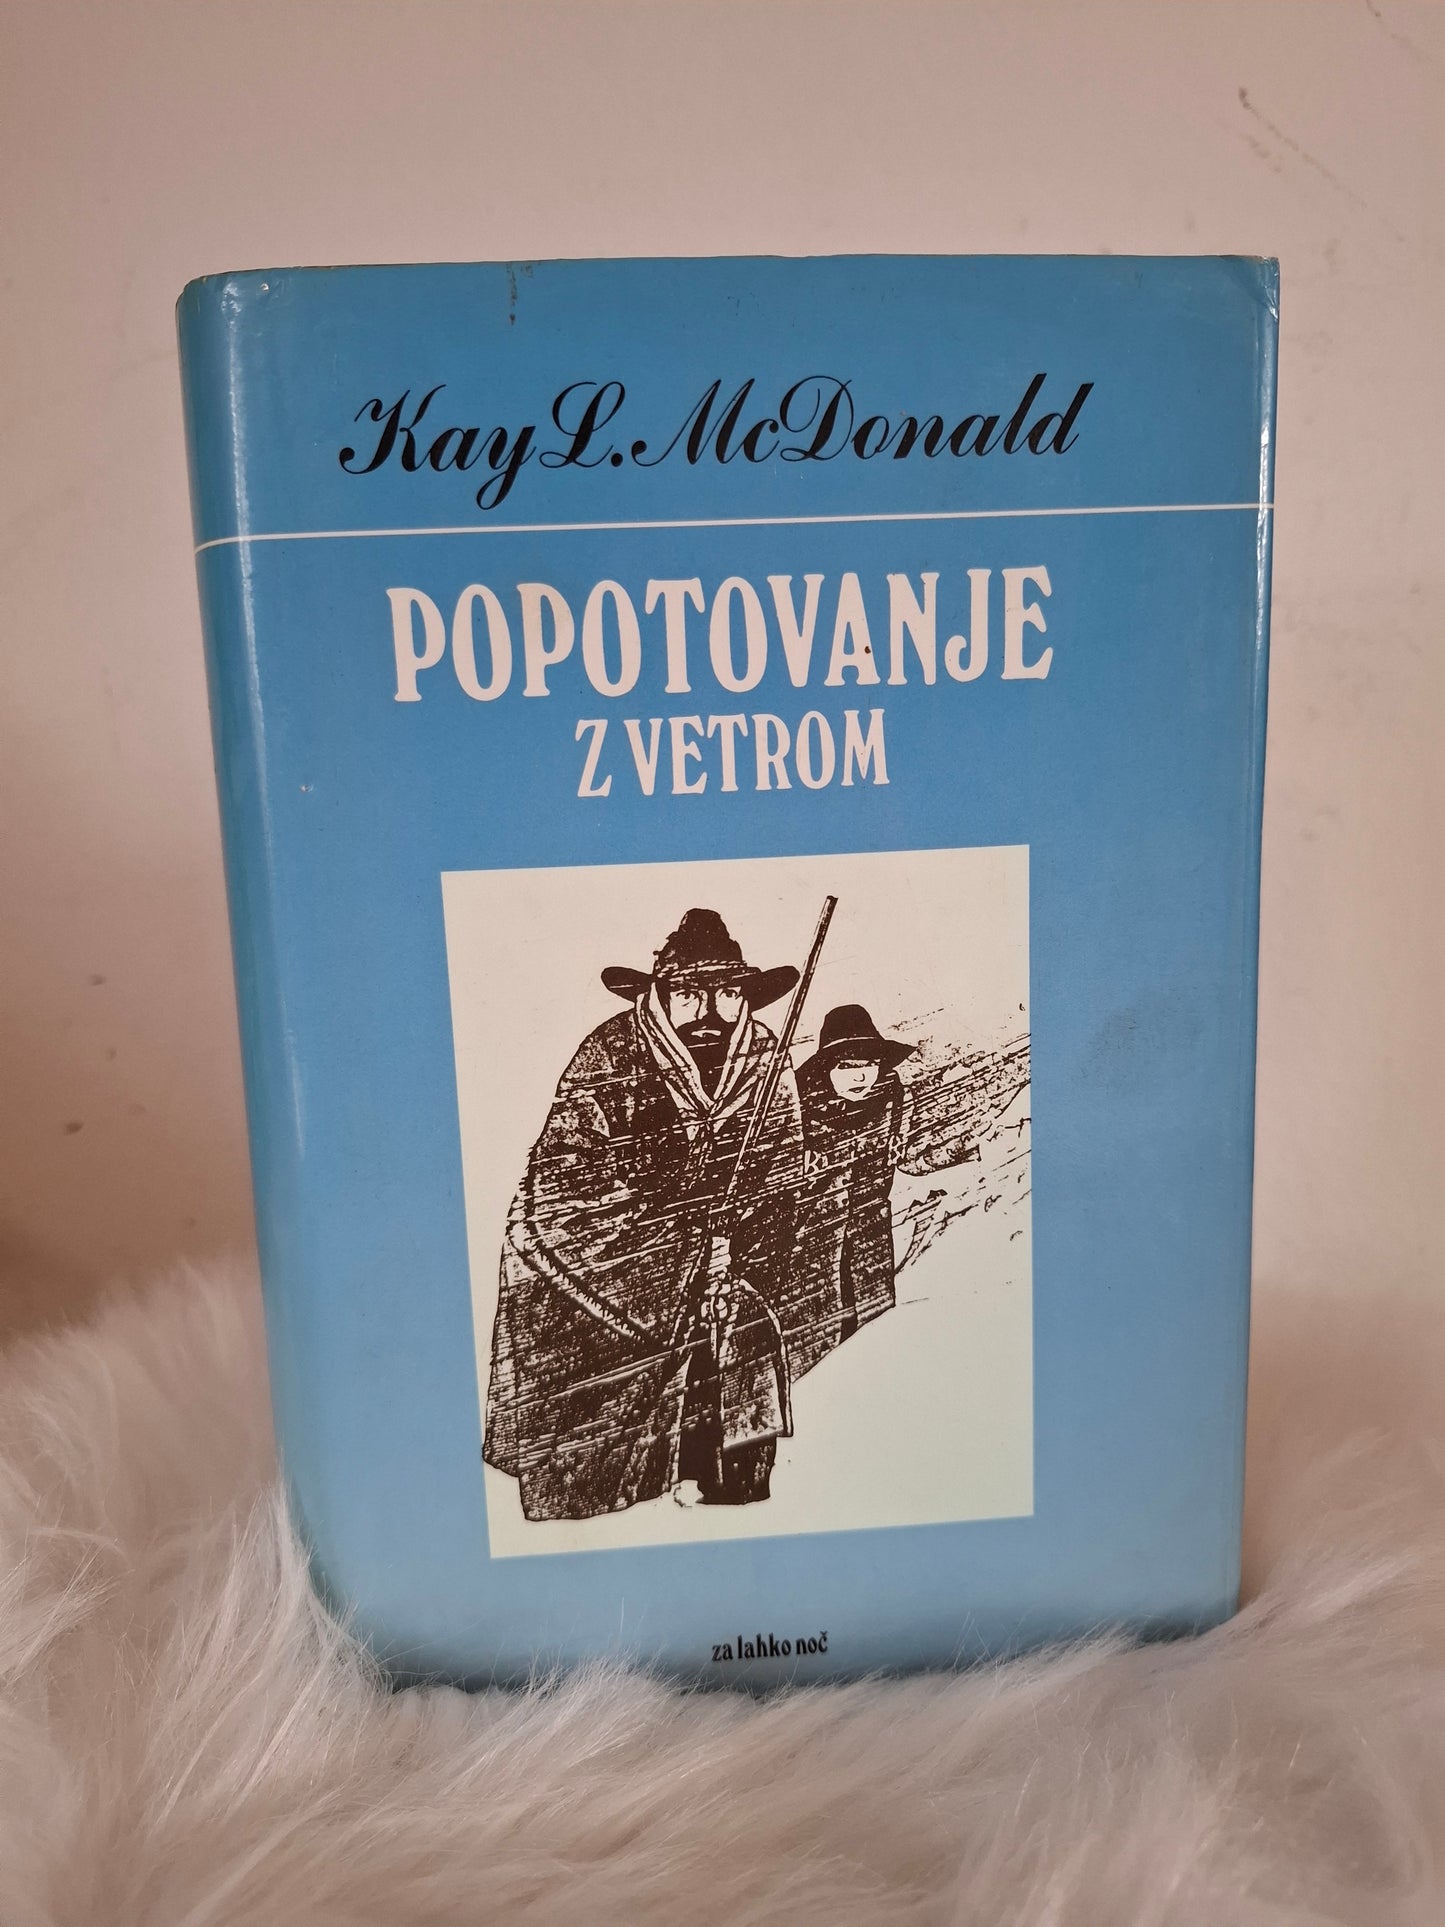 Kay L. McDonald
POPOTOVANJE
Z VETROM
za lahko noč